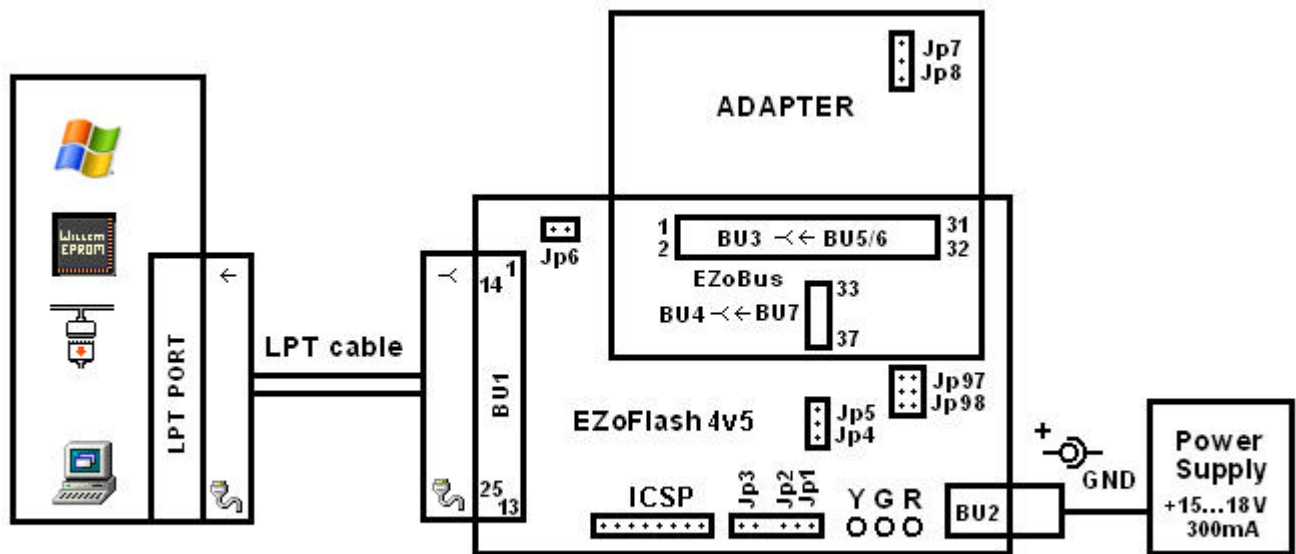 WILLEM
EPROM
LPT PORT
LPT cable
1
14
BU1
25
13
Jp6
ADAPTER
Jp7
Jp8
1
2
BU3 BU5/6
31
32
EZoBus
BU4 BU7
33
37
Jp97
Jp98
EZoFlash 4v5
Jp5
Jp4
ICSP
Jp3
Jp2
Jp1
Y G R
BU2
+
GND
Power
Supply
+15...18V
300mA